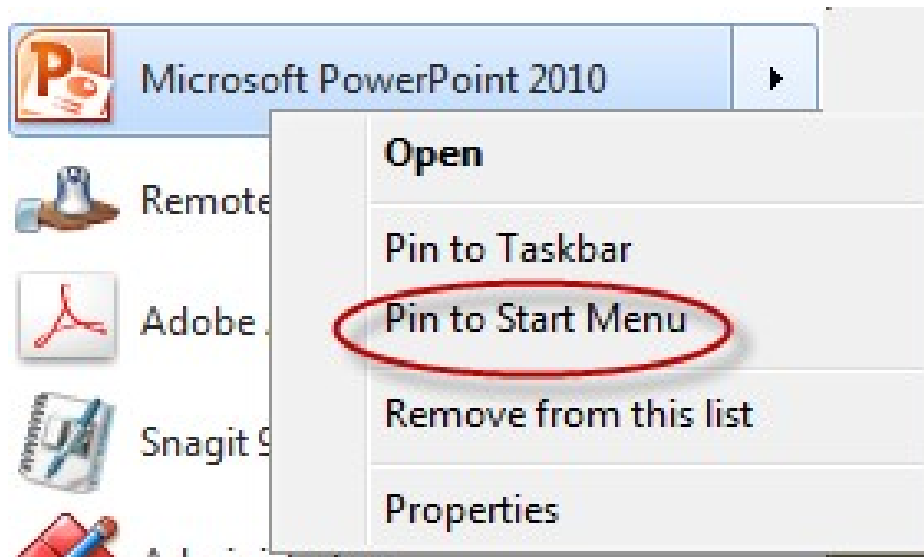 Microsoft PowerPoint 2010
Open
Remote
Pin to Taskbar
Adobe
Pin to Start Menu
Snagit 9
Remove from this list
Properties